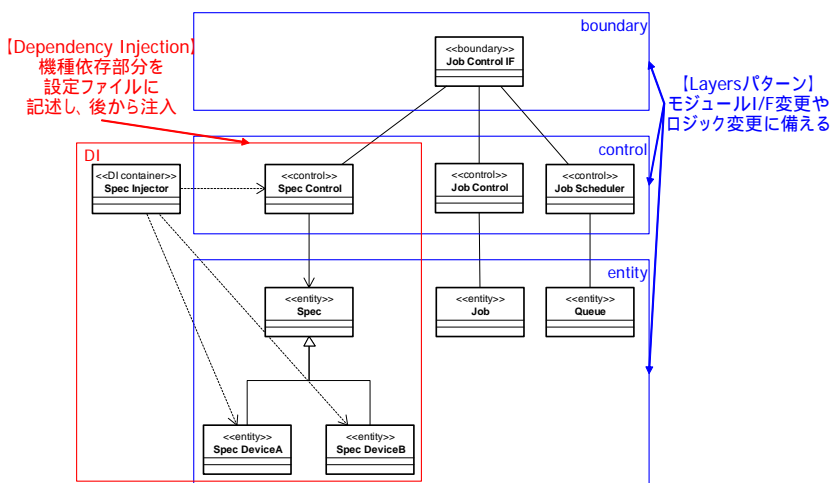 boundary
【Dependency Injection】
機種依存部分を
設定ファイルに
記述し、後から注入
<<boundary>>
Job Control IF
【Layersパターン】
モジュールI/F変更や
ロジック変更に備える
DI
control
<<DI container>>
Spec Injector
<<control>>
Spec Control
<<control>>
Job Control
<<control>>
Job Scheduler
entity
<<entity>>
Spec
<<entity>>
Job
<<entity>>
Queue
<<entity>>
Spec DeviceA
<<entity>>
Spec DeviceB